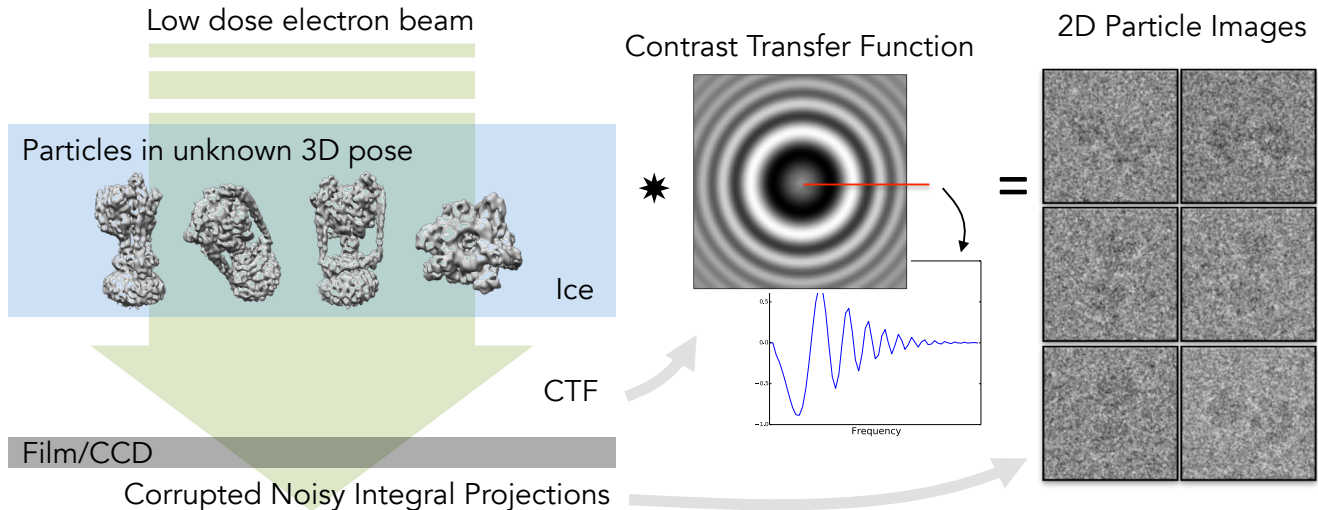 Low dose electron beam
Particles in unknown 3D pose
Ice
CTF
Film/CCD
Corrupted Noisy Integral Projections
Contrast Transfer Function
=
0.5
0.0
−0.5
−1.0
Frequency
2D Particle Images